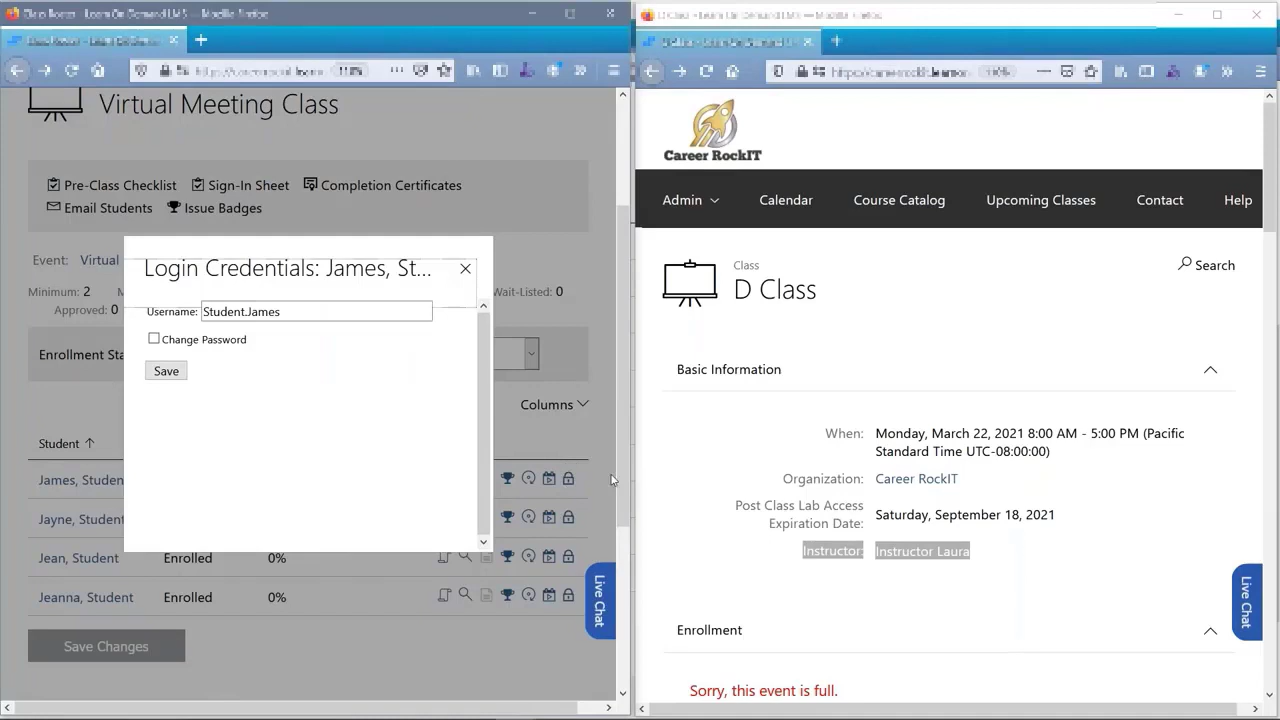 Virtual Meeting Class
Pre-Class Checklist Sign-In Sheet Completion Certificates
Email Students Issue Badges
Event: Virtual
Minimum: 2 Wait-Listed: 0
Approved: 0
Enrollment Sta
Login Credentials: James, St...
Username: Student.James
Change Password
Save
Columns
Student
James, Student
Jayne, Student
Jean, Student Enrolled 0%
Jeanna, Student Enrolled 0%
Save Changes
Live Chat
Career RockIT
Admin Calendar Course Catalog Upcoming Classes Contact Help
Class
D Class
Search
Basic Information
When: Monday, March 22, 2021 8:00 AM - 5:00 PM (Pacific
Standard Time UTC-08:00:00)
Organization: Career RockIT
Post Class Lab Access
Expiration Date: Saturday, September 18, 2021
Instructor: Instructor Laura
Enrollment
Sorry, this event is full.
Live Chat